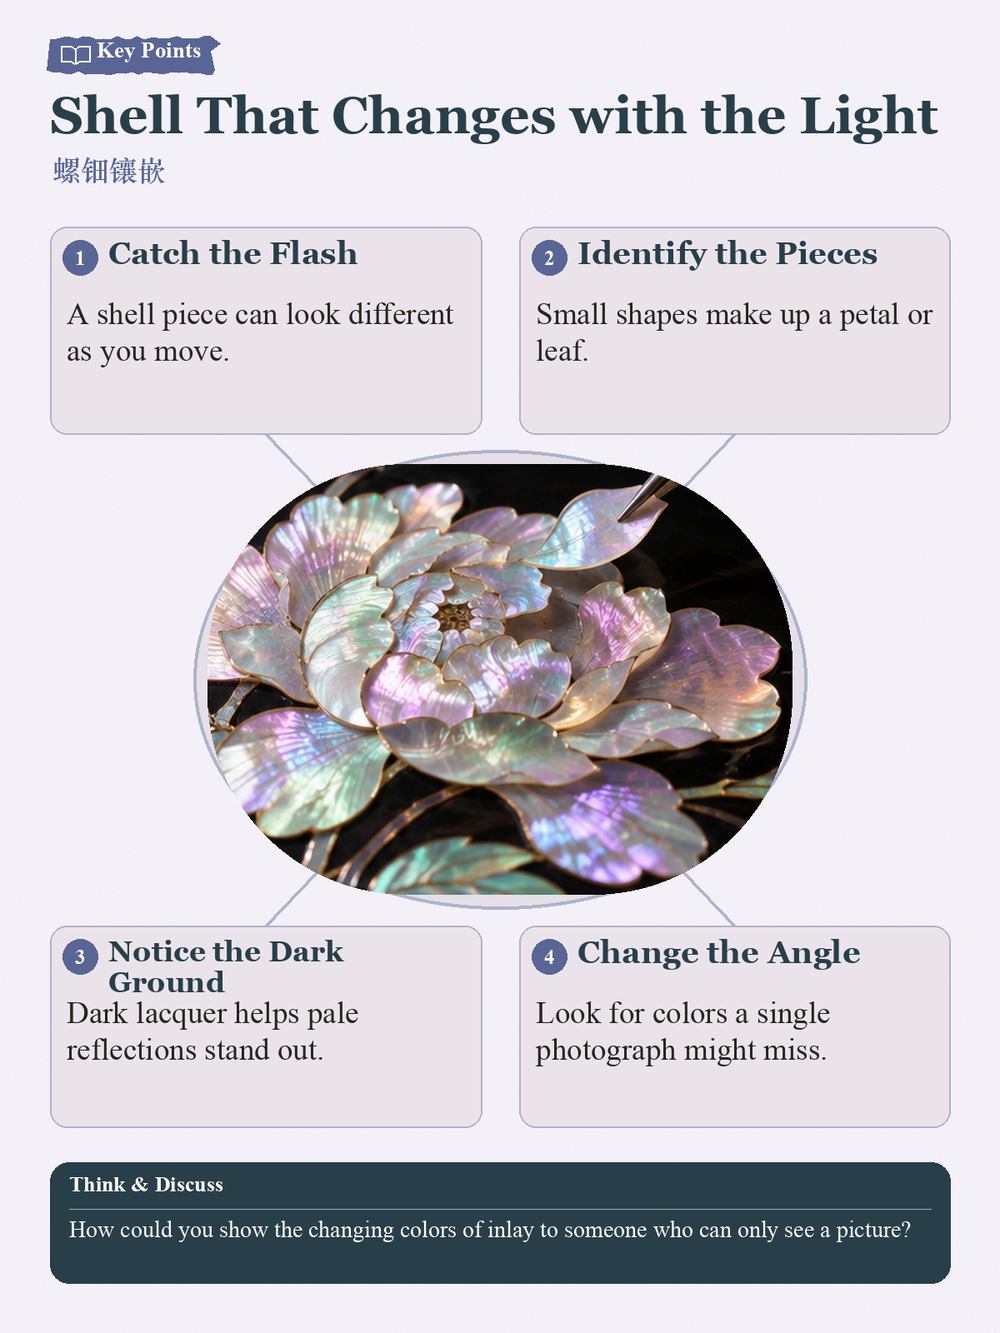 Key Points
Shell That Changes with the Light
螺钿镶嵌
1 Catch the Flash
A shell piece can look different
as you move.
2 Identify the Pieces
Small shapes make up a petal or
leaf.
3 Notice the Dark
Ground
Dark lacquer helps pale
reflections stand out.
4 Change the Angle
Look for colors a single
photograph might miss.
Think & Discuss
How could you show the changing colors of inlay to someone who can only see a picture?